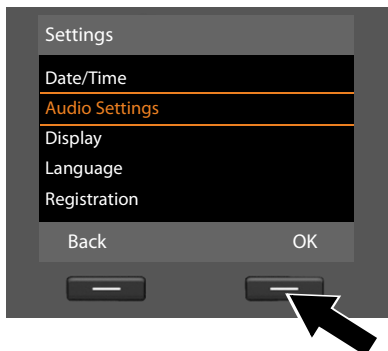 Settings
Date/Time
Audio Settings
Display
Language
Registration
Back OK